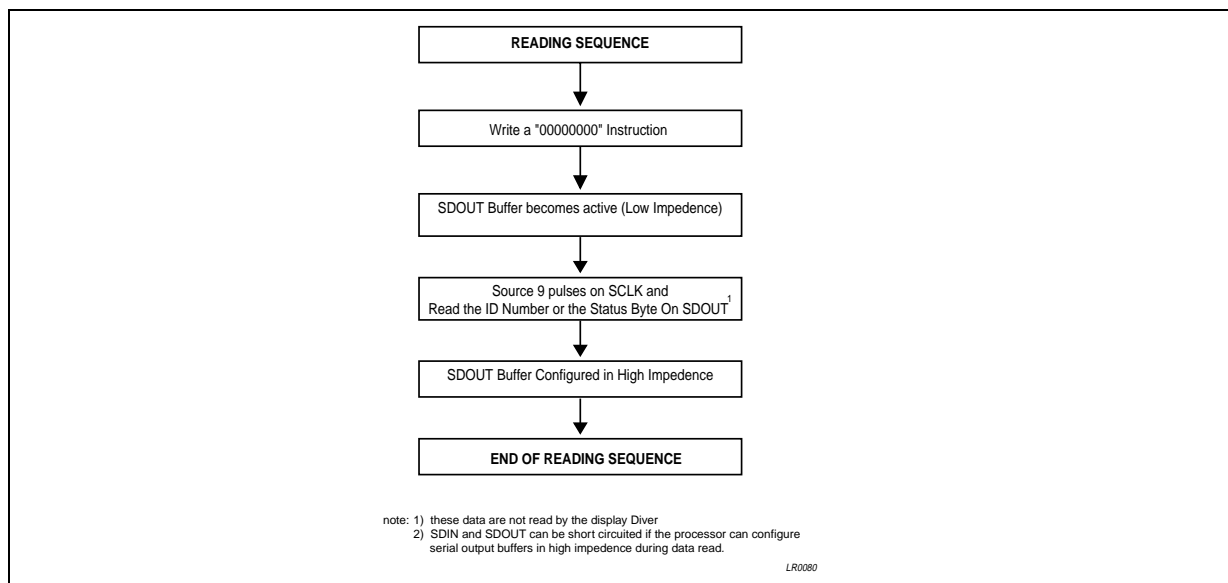 READING SEQUENCE
Write a "00000000" Instruction
SDOUT Buffer becomes active (Low Impedence)
Source 9 pulses on SCLK and
Read the ID Number or the Status Byte On SDOUT1
SDOUT Buffer Configured in High Impedence
END OF READING SEQUENCE
note: 1) these data are not read by the display Diver
2) SDIN and SDOUT can be short circuited if the processor can configure
serial output buffers in high impedence during data read.
LR0080